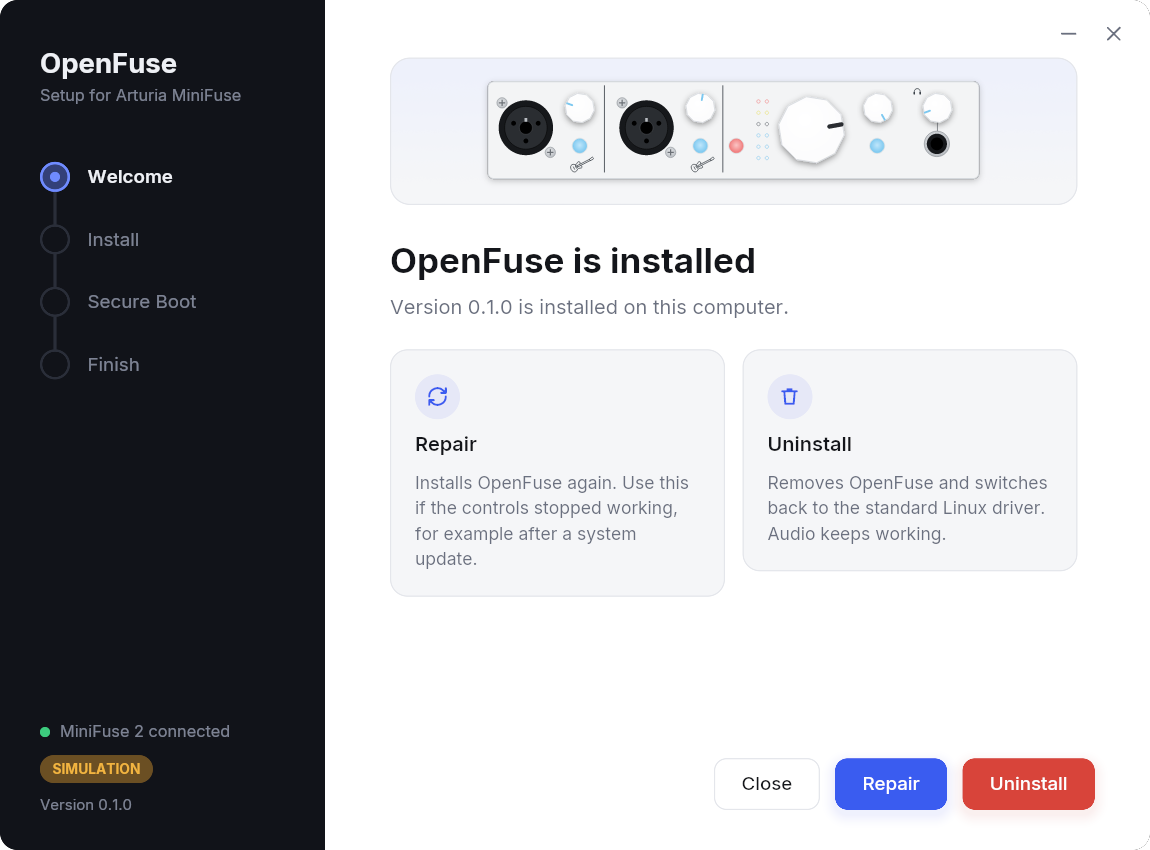 OpenFuse
Setup for Arturia MiniFuse
Welcome
Install
Secure Boot
Finish
MiniFuse 2 connected
SIMULATION
Version 0.1.0
OpenFuse is installed
Version 0.1.0 is installed on this computer.
Repair
Installs OpenFuse again. Use this
if the controls stopped working,
for example after a system
update.
Uninstall
Removes OpenFuse and switches
back to the standard Linux driver.
Audio keeps working.
Close
Repair
Uninstall